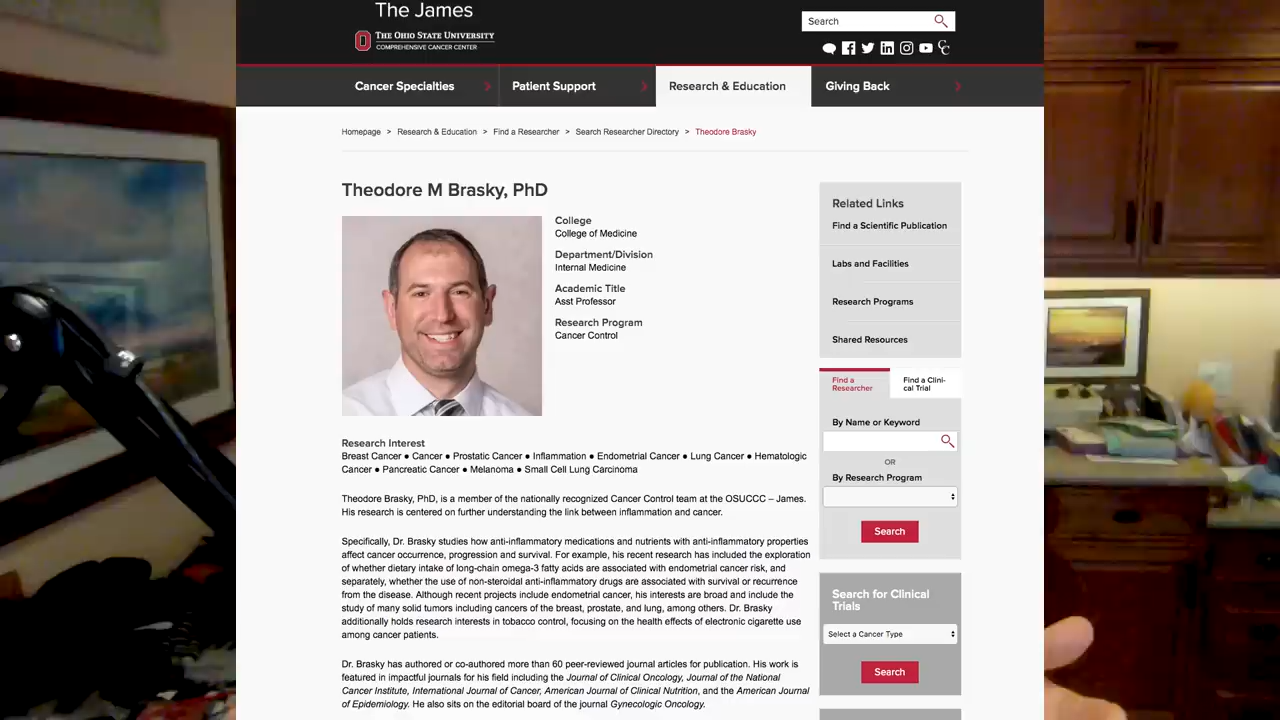 The James
THE OHIO STATE UNIVERSITY
COMPREHENSIVE CANCER CENTER
Search
Cancer Specialties
Patient Support
Research & Education
Giving Back
Homepage > Research & Education > Find a Researcher > Search Researcher Directory > Theodore Brasky
Theodore M Brasky, PhD
College
College of Medicine
Department/Division
Internal Medicine
Academic Title
Asst Professor
Research Program
Cancer Control
Research Interest
Breast Cancer ● Cancer ● Prostatic Cancer ● Inflammation ● Endometrial Cancer ● Lung Cancer ● Hematologic
Cancer ● Pancreatic Cancer ● Melanoma ● Small Cell Lung Carcinoma
Theodore Brasky, PhD, is a member of the nationally recognized Cancer Control team at the OSUCCC – James.
His research is centered on further understanding the link between inflammation and cancer.
Specifically, Dr. Brasky studies how anti-inflammatory medications and nutrients with anti-inflammatory properties
affect cancer occurrence, progression and survival. For example, his recent research has included the exploration
of whether dietary intake of long-chain omega-3 fatty acids are associated with endometrial cancer risk, and
separately, whether the use of non-steroidal anti-inflammatory drugs are associated with survival or recurrence
from the disease. Although recent projects include endometrial cancer, his interests are broad and include the
study of many solid tumors including cancers of the breast, prostate, and lung, among others. Dr. Brasky
additionally holds research interests in tobacco control, focusing on the health effects of electronic cigarette use
among cancer patients.
Dr. Brasky has authored or co-authored more than 60 peer-reviewed journal articles for publication. His work is
featured in impactful journals for his field including the Journal of Clinical Oncology, Journal of the National
Cancer Institute, International Journal of Cancer, American Journal of Clinical Nutrition, and the American Journal
of Epidemiology. He also sits on the editorial board of the journal Gynecologic Oncology.
Related Links
Find a Scientific Publication
Labs and Facilities
Research Programs
Shared Resources
Find a
Researcher
Find a Clini-
cal Trial
By Name or Keyword
OR
By Research Program
Search
Search for Clinical
Trials
Select a Cancer Type
Search